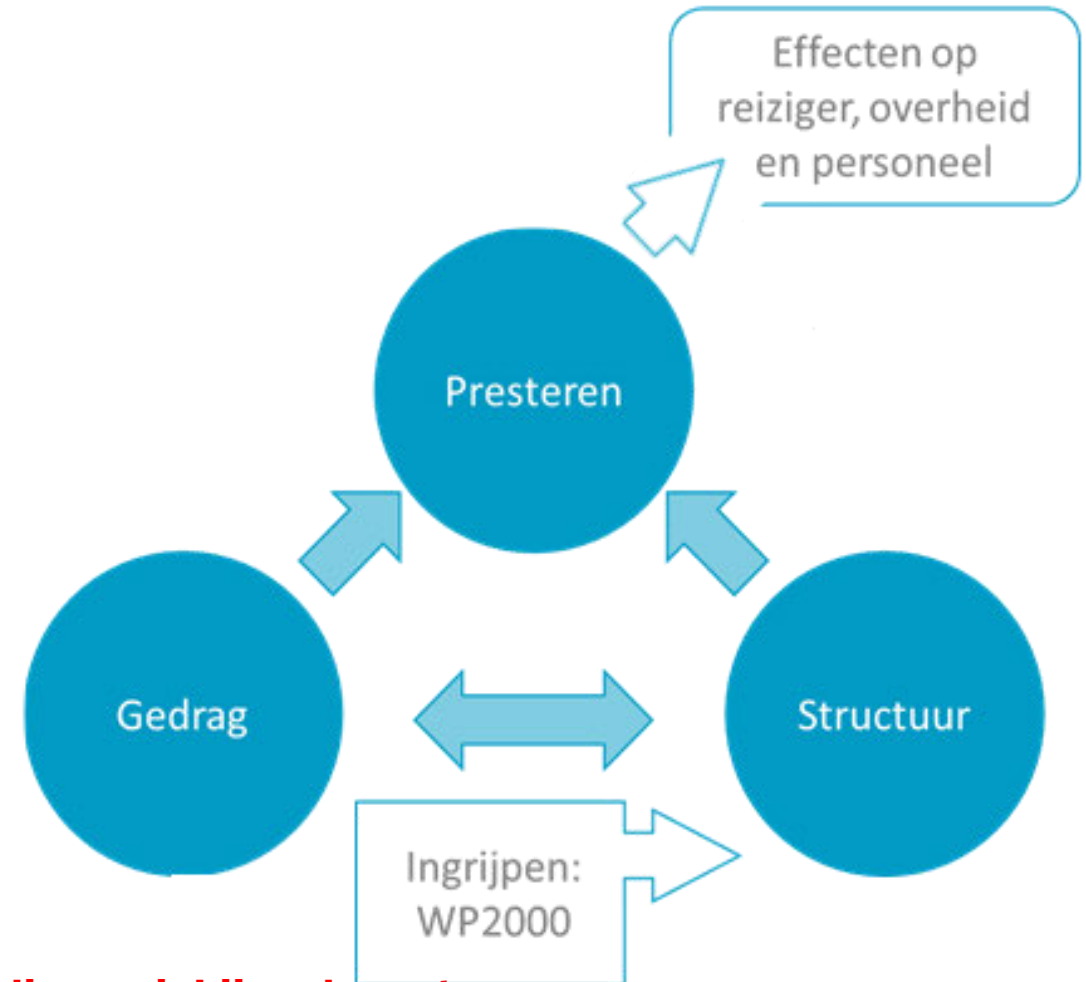 Effecten op
reiziger, overheid
en personeel
Presteren
Gedrag
Structuur
Ingrijpen:
WP2000